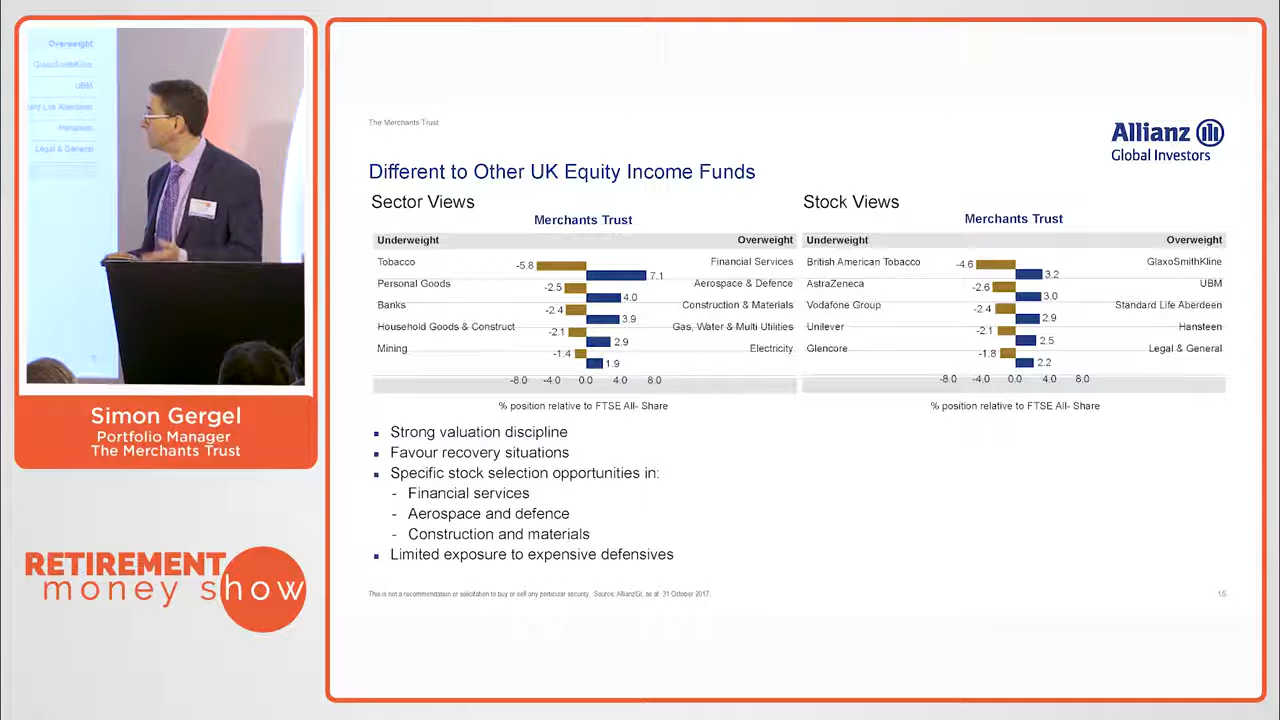 Overweight
GlaxoSmithKline
UBM
Standard Life Aberdeen
Hansteen
Legal & General
Simon Gergel
Portfolio Manager
The Merchants Trust
RETIREMENT
money show
The Merchants Trust
Allianz
Global Investors
Different to Other UK Equity Income Funds
Sector Views
Merchants Trust
Underweight Overweight
Tobacco -5.8 7.1 Financial Services
Personal Goods -2.5 4.0 Aerospace & Defence
Banks -2.4 3.9 Construction & Materials
Household Goods & Construct -2.1 2.9 Gas, Water & Multi Utilities
Mining -1.4 1.9 Electricity
-8.0 -4.0 0.0 4.0 8.0
% position relative to FTSE All- Share
Stock Views
Merchants Trust
Underweight Overweight
British American Tobacco -4.6 3.2 GlaxoSmithKline
AstraZeneca -2.6 3.0 UBM
Vodafone Group -2.4 2.9 Standard Life Aberdeen
Unilever -2.1 2.5 Hansteen
Glencore -1.8 2.2 Legal & General
-8.0 -4.0 0.0 4.0 8.0
% position relative to FTSE All- Share
▪ Strong valuation discipline
▪ Favour recovery situations
▪ Specific stock selection opportunities in:
- Financial services
- Aerospace and defence
- Construction and materials
▪ Limited exposure to expensive defensives
This is not a recommendation or solicitation to buy or sell any particular security. Source: AllianzGI, as at 31 October 2017.
15